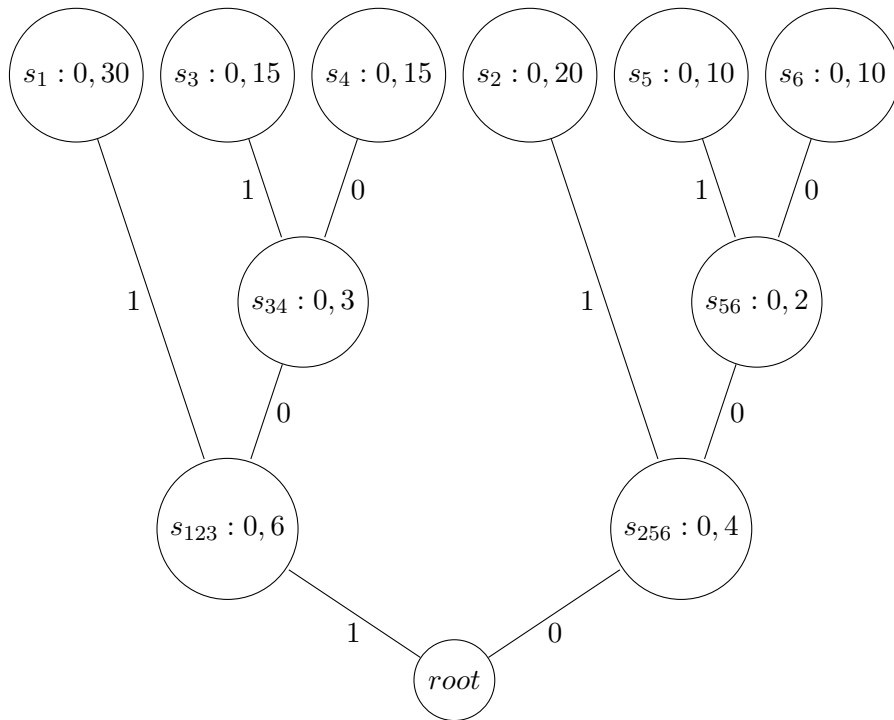 s₁ : 0, 30 s₃ : 0, 15 s₄ : 0, 15 s₂ : 0, 20 s₅ : 0, 10 s₆ : 0, 10
1 0 1 0
1 s₃₄ : 0, 3 1 s₅₆ : 0, 2
0 0
s₁₂₃ : 0, 6 s₂₅₆ : 0, 4
1 0
root